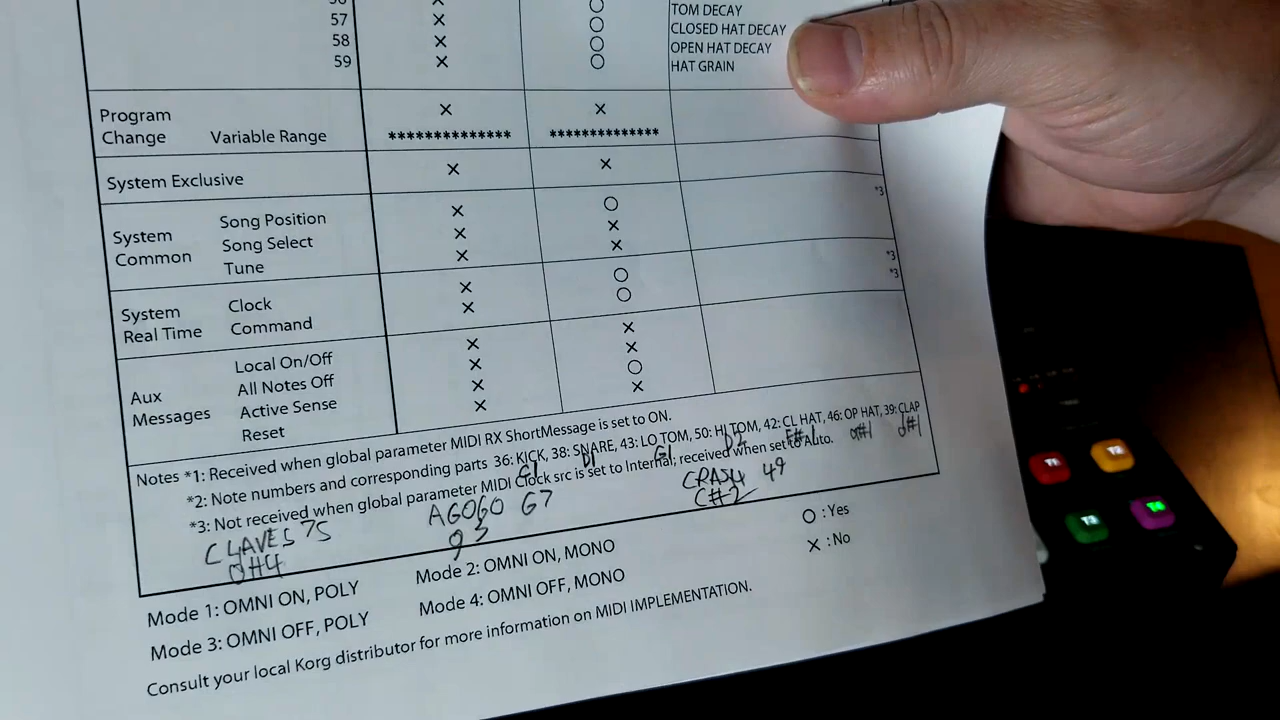 TOM DECAY
57 × ○ CLOSED HAT DECAY
58 × ○ OPEN HAT DECAY
59 × ○ HAT GRAIN
Program Change Variable Range × ×
************** **************
System Exclusive × ×
System Common Song Position × ○ *3
Song Select × ×
Tune × ×
System Real Time Clock × ○ *3
Command × ○ *3
Aux Messages Local On/Off × ×
All Notes Off × ×
Active Sense × ○
Reset × ×
Notes *1: Received when global parameter MIDI RX ShortMessage is set to ON.
*2: Note numbers and corresponding parts 36: KICK, 38: SNARE, 43: LO TOM, 50: HI TOM, 42: CL HAT, 46: OP HAT, 39: CLAP
C1 D1 G1 D2 F#1 a#1 d#1
*3: Not received when global parameter MIDI Clock src is set to Internal; received when set to Auto.
CLAVES 75
d#4
AGOGO G7
93
CRASH 49
C#2
Mode 1: OMNI ON, POLY Mode 2: OMNI ON, MONO ○ : Yes
Mode 3: OMNI OFF, POLY Mode 4: OMNI OFF, MONO × : No
Consult your local Korg distributor for more information on MIDI IMPLEMENTATION.
T1
T2
T3
T4